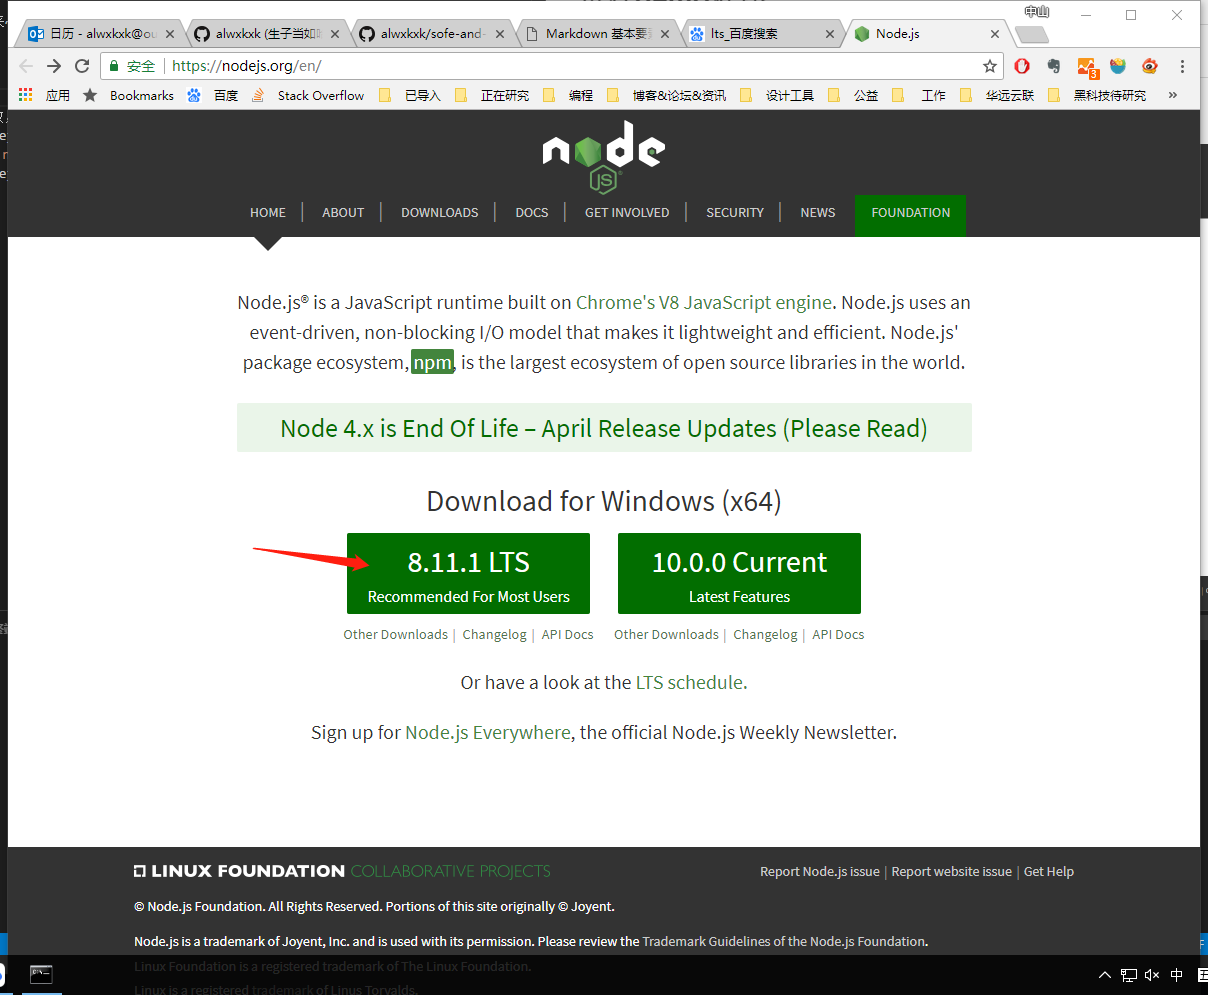 中山
日历 - alwxkxk@ou
alwxkxk (生子当如
alwxkxk/sofe-and-
Markdown 基本要
lts_百度搜索
Node.js
安全 https://nodejs.org/en/
3
应用 Bookmarks 百度 Stack Overflow 已导入 正在研究 编程 博客&论坛&资讯 设计工具 公益 工作 华远云联 黑科技待研究 »
node
JS
HOME ABOUT DOWNLOADS DOCS GET INVOLVED SECURITY NEWS FOUNDATION
Node.js® is a JavaScript runtime built on Chrome's V8 JavaScript engine. Node.js uses an
event-driven, non-blocking I/O model that makes it lightweight and efficient. Node.js'
package ecosystem, npm, is the largest ecosystem of open source libraries in the world.
Node 4.x is End Of Life – April Release Updates (Please Read)
Download for Windows (x64)
8.11.1 LTS
Recommended For Most Users
10.0.0 Current
Latest Features
Other Downloads | Changelog | API Docs
Other Downloads | Changelog | API Docs
Or have a look at the LTS schedule.
Sign up for Node.js Everywhere, the official Node.js Weekly Newsletter.
LINUX FOUNDATION COLLABORATIVE PROJECTS
Report Node.js issue | Report website issue | Get Help
© Node.js Foundation. All Rights Reserved. Portions of this site originally © Joyent.
Node.js is a trademark of Joyent, Inc. and is used with its permission. Please review the Trademark Guidelines of the Node.js Foundation.
Linux Foundation is a registered trademark of The Linux Foundation.
Linux is a registered trademark of Linus Torvalds.
中